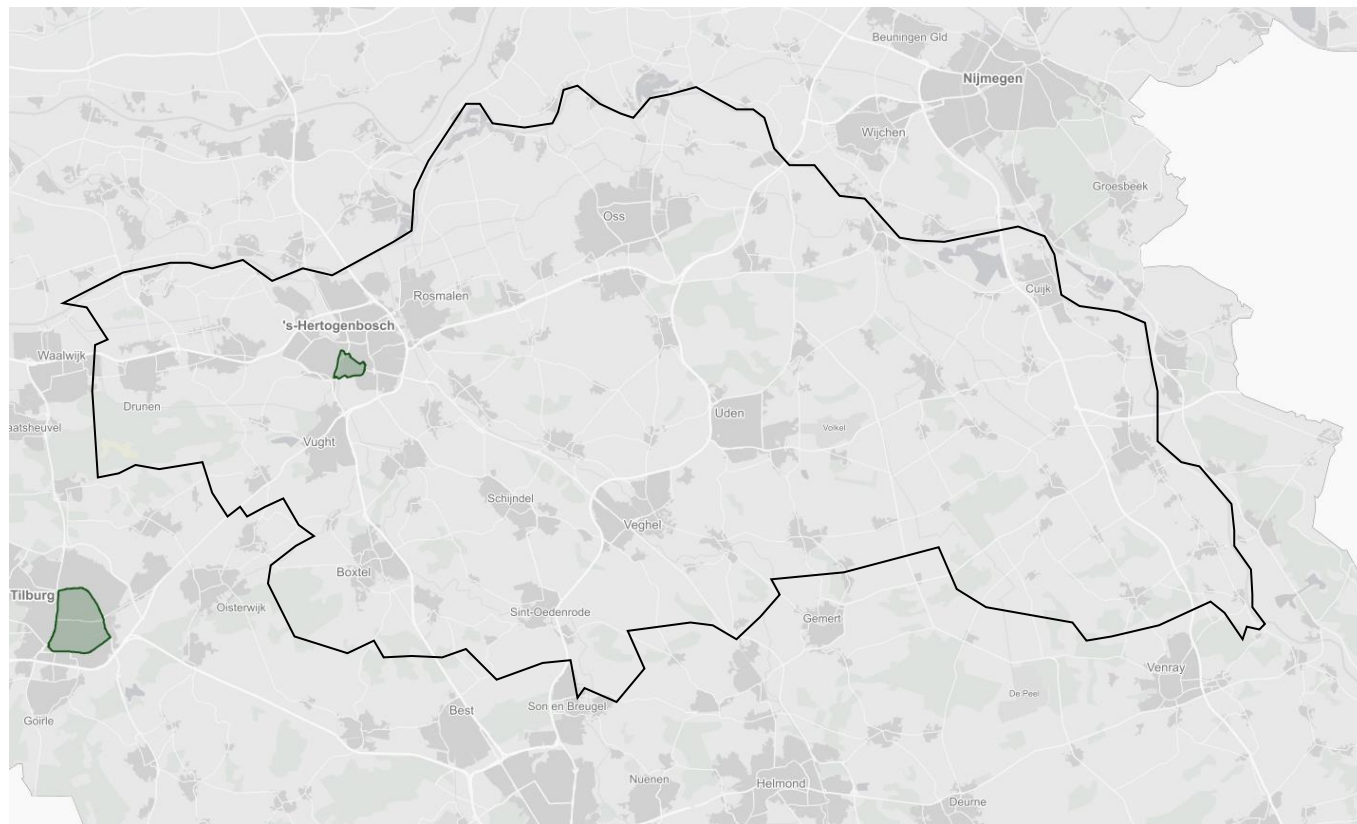 Beuningen Gld
Nijmegen
Wijchen
Groesbeek
Oss
Cuijk
Rosmalen
's-Hertogenbosch
Waalwijk
Drunen
aatsheuvel
Uden
Volkel
Vught
Schijndel
Veghel
Boxtel
Tilburg
Oisterwijk
Sint-Oedenrode
Gemert
Venray
De Peel
Goirle
Best
Son en Breugel
Nuenen
Helmond
Deurne